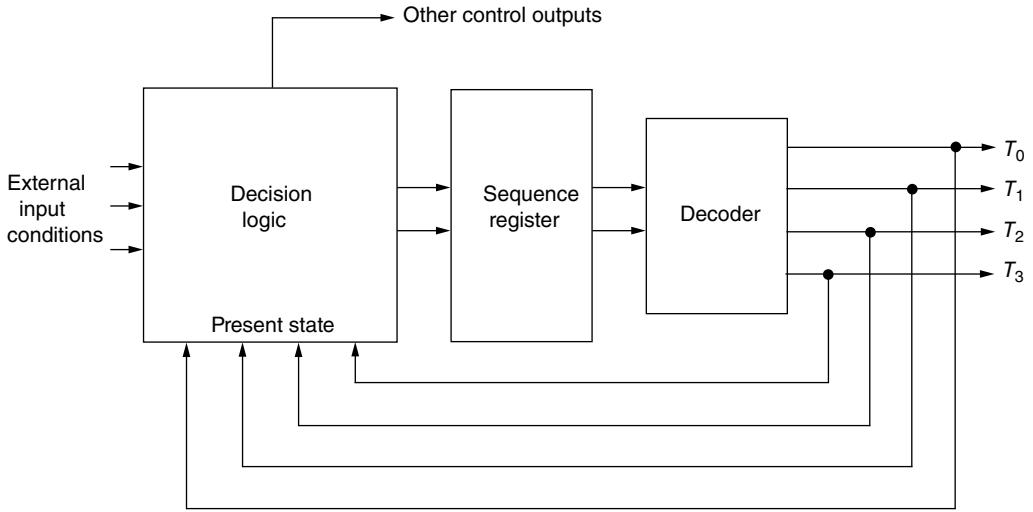 Other control outputs
External
input
conditions
Decision
logic
Sequence
register
Decoder
T0
T1
T2
T3
Present state